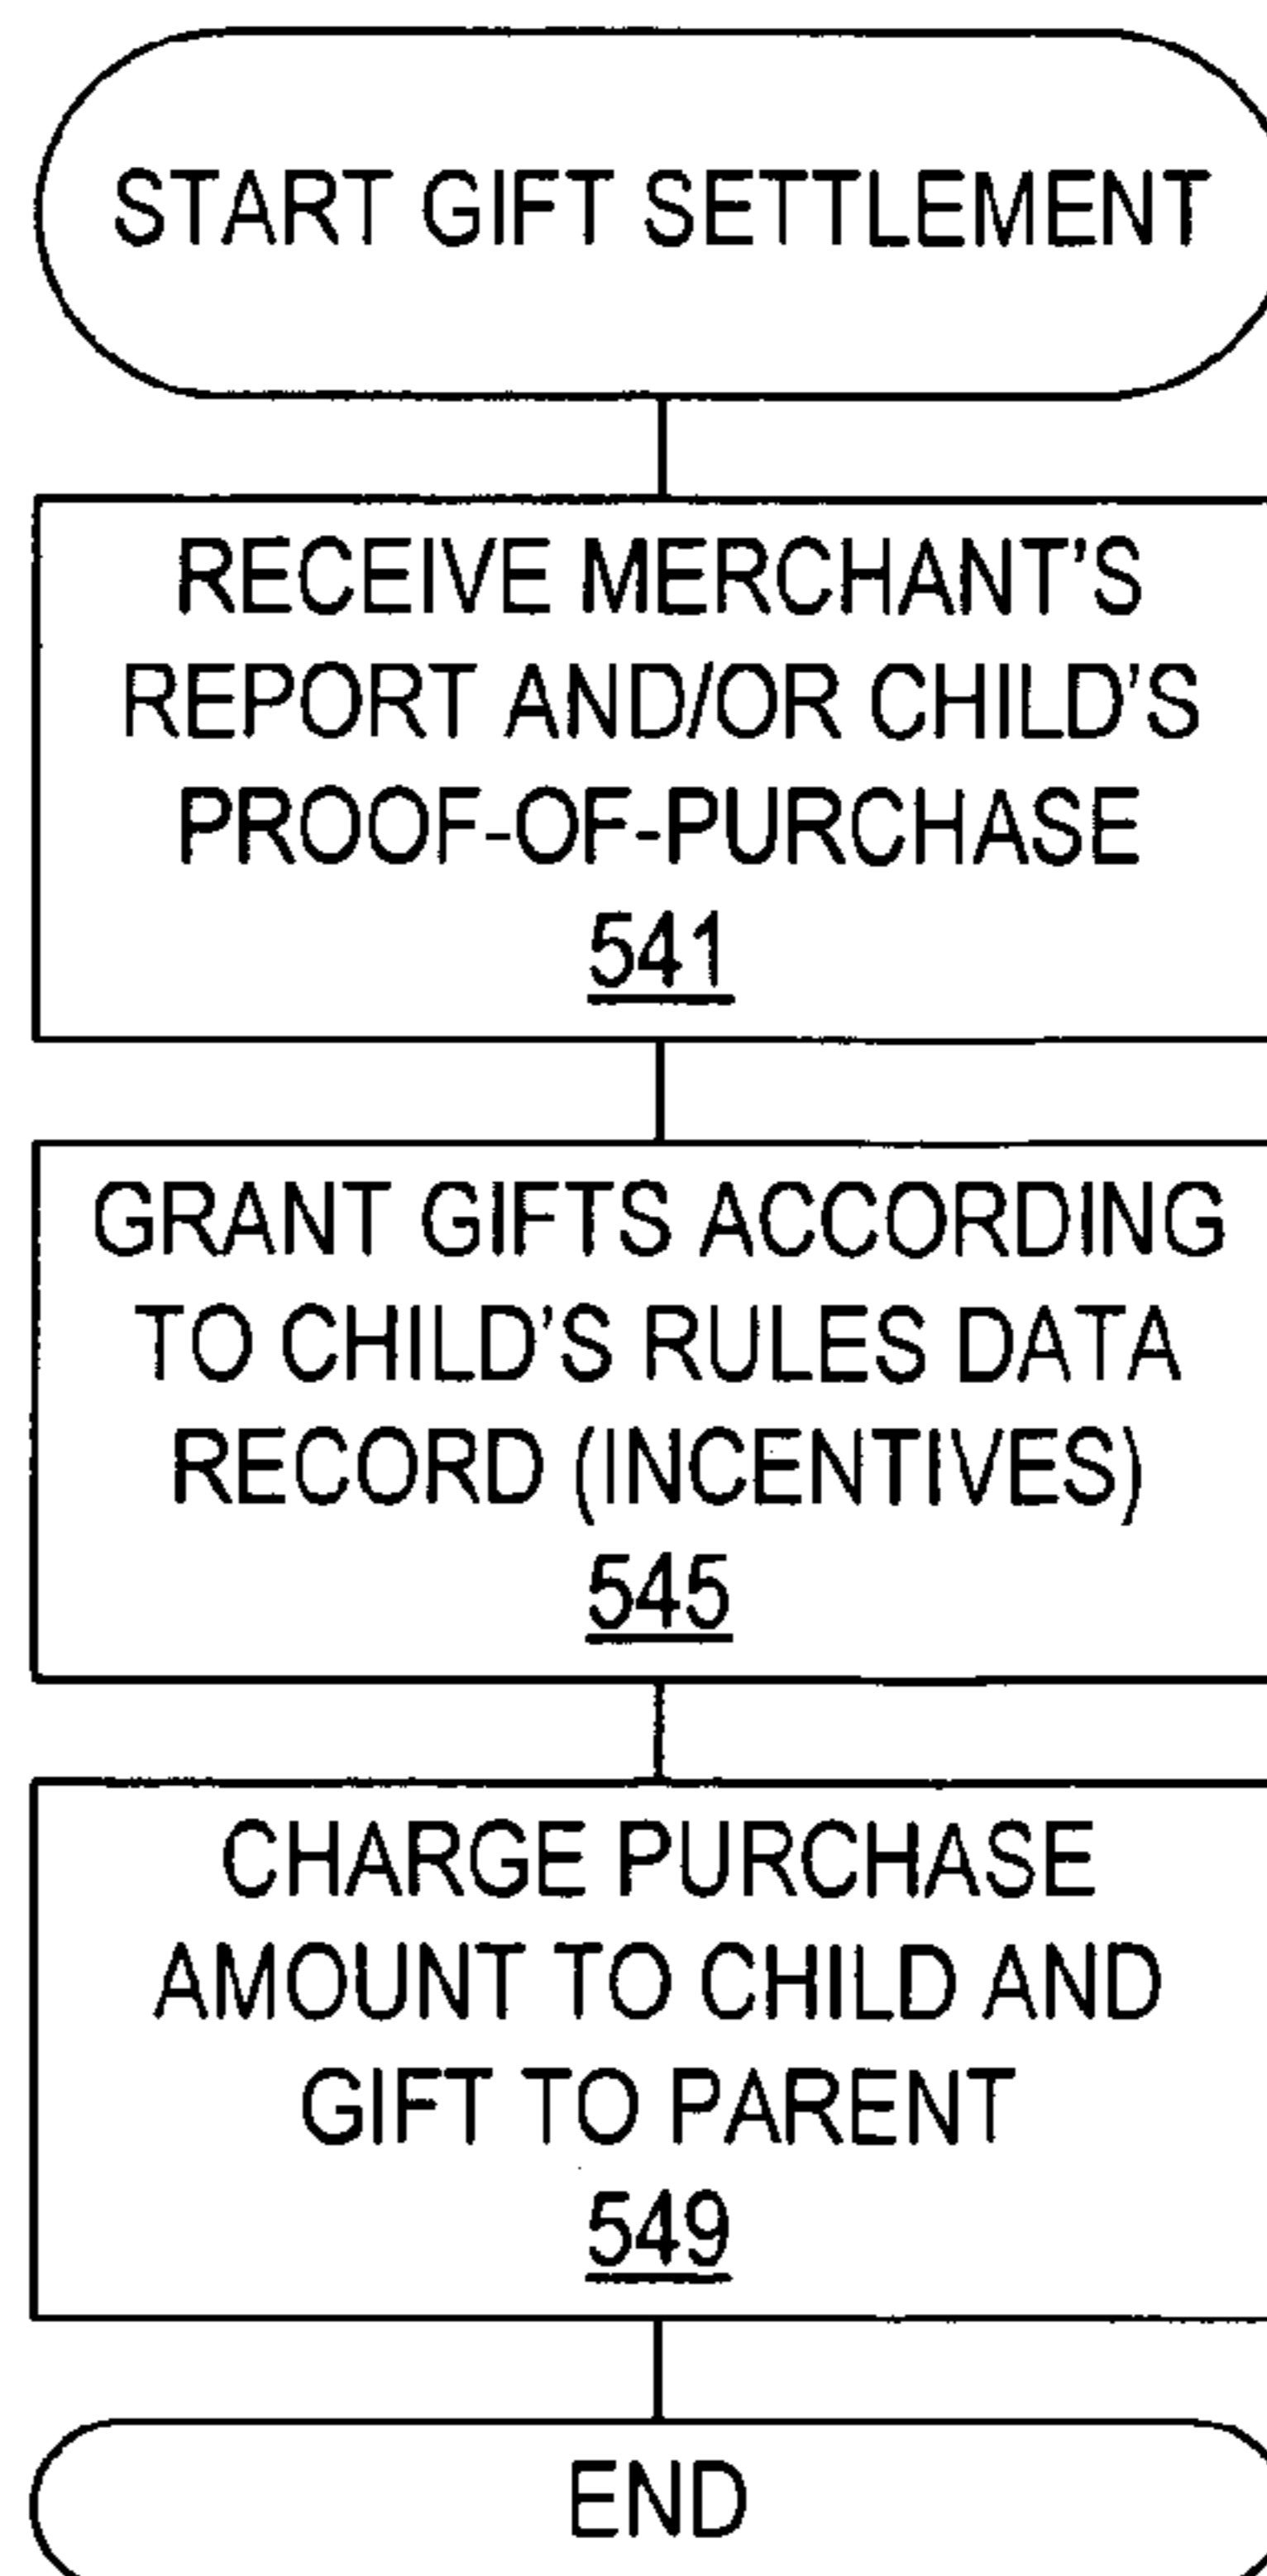 START GIFT SETTLEMENT
RECEIVE MERCHANT'S
REPORT AND/OR CHILD'S
PROOF-OF-PURCHASE
541
GRANT GIFTS ACCORDING
TO CHILD'S RULES DATA
RECORD (INCENTIVES)
545
CHARGE PURCHASE
AMOUNT TO CHILD AND
GIFT TO PARENT
549
END